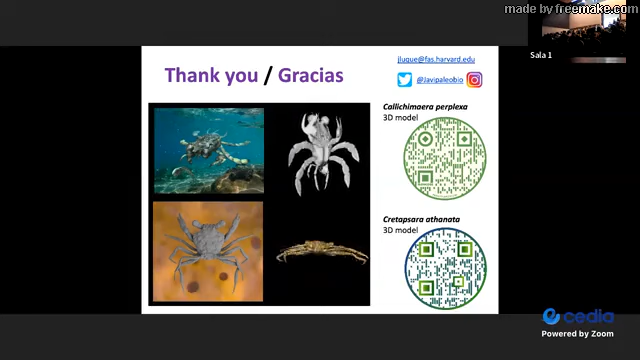 made by freemake.com
Sala 1
Thank you / Gracias
jluque@fas.harvard.edu
@Javipaleobio
Callichimaera perplexa
3D model
Cretapsara athanata
3D model
cedia
Powered by Zoom